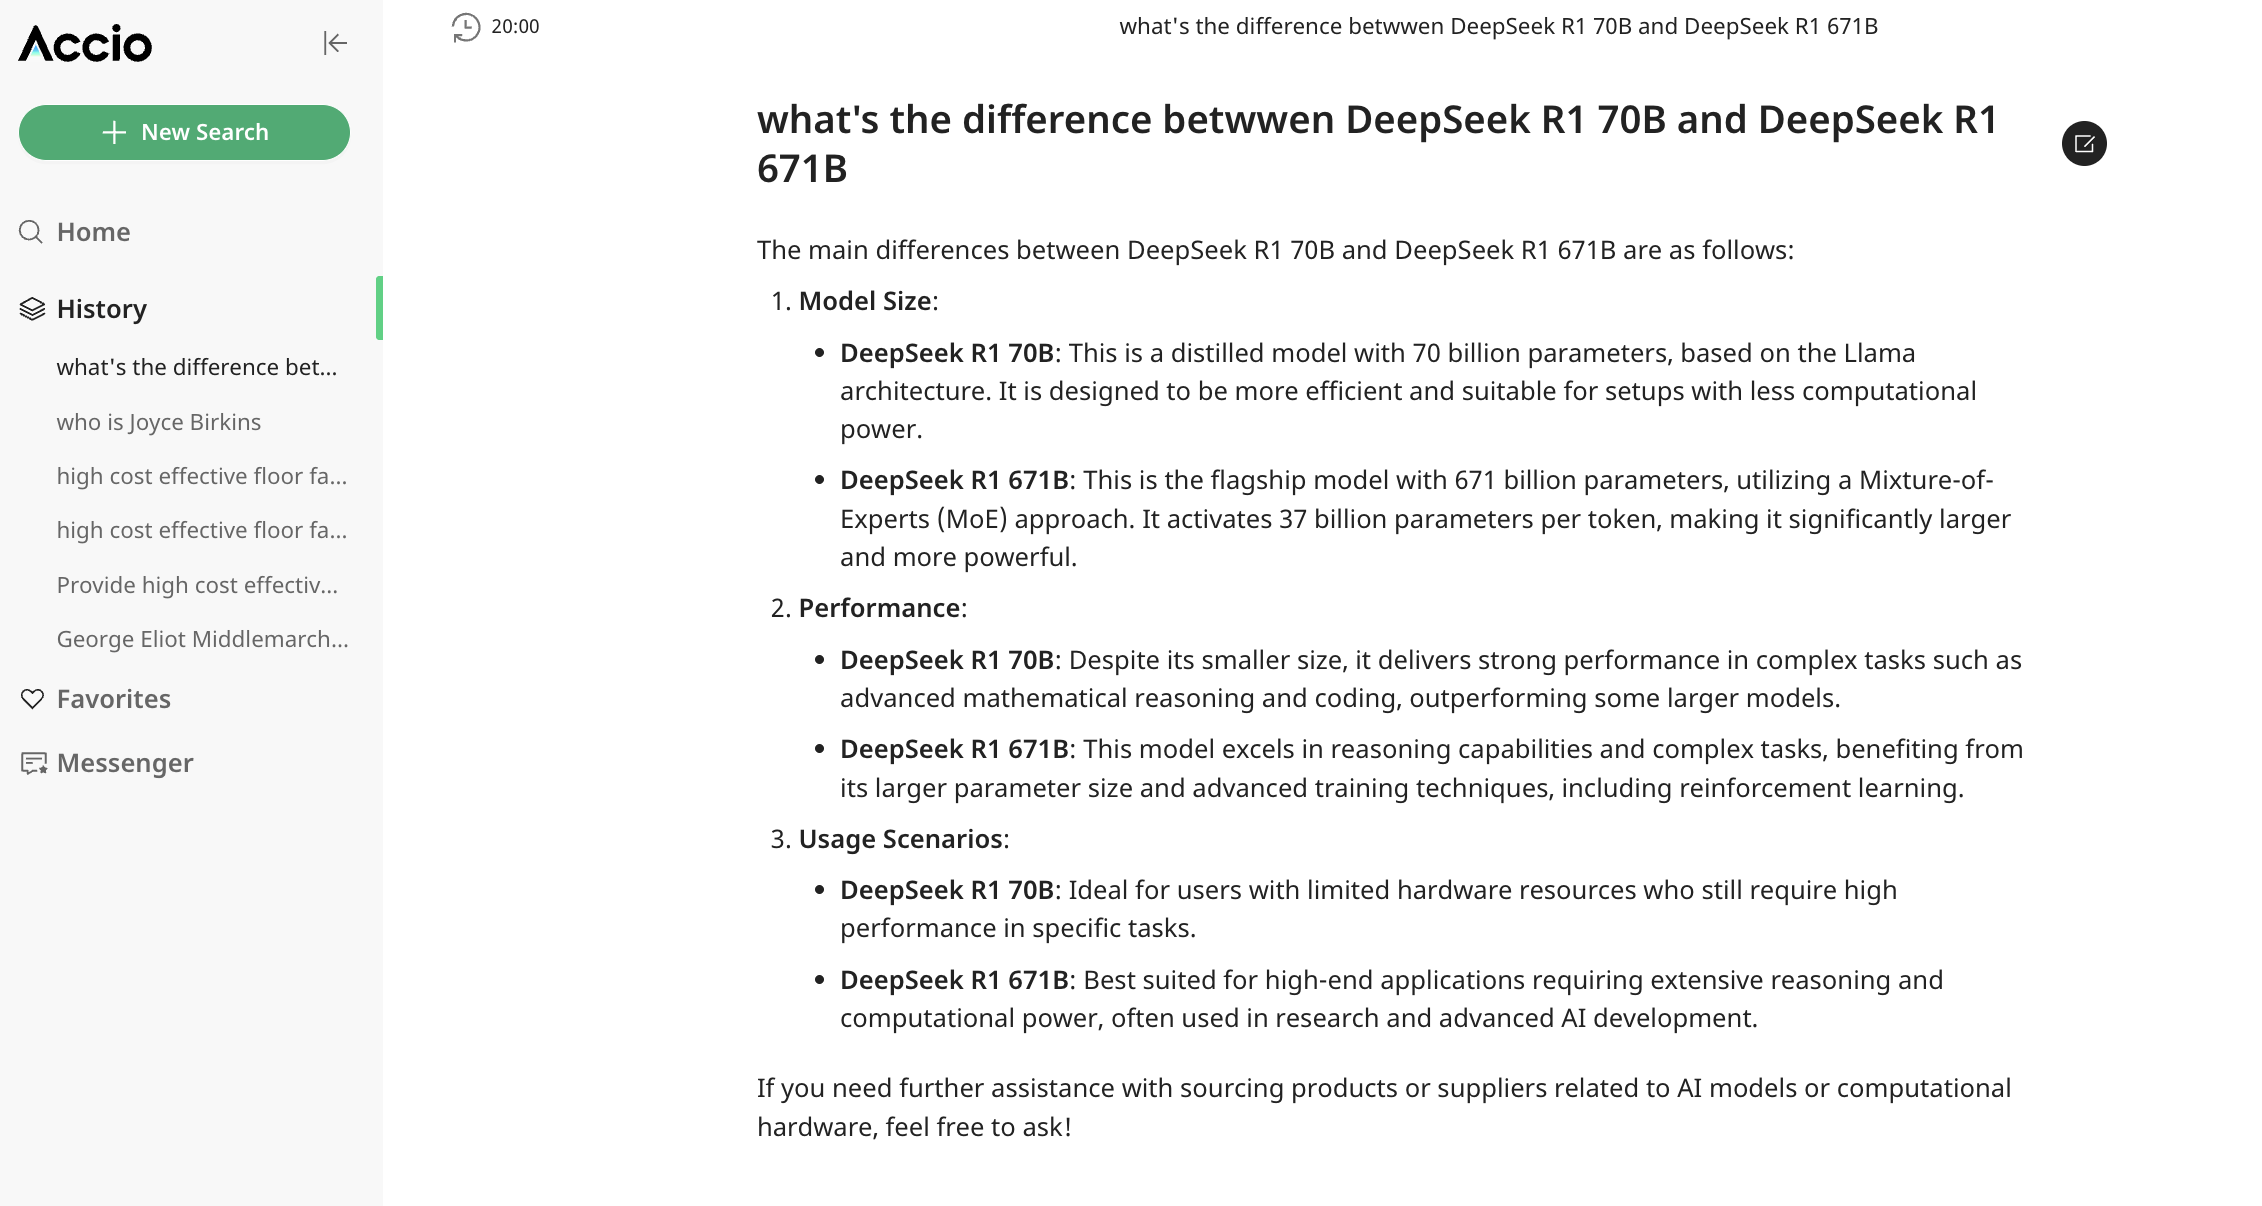 Accio
New Search
Home
History
what's the difference bet...
who is Joyce Birkins
high cost effective floor fa...
high cost effective floor fa...
Provide high cost effectiv...
George Eliot Middlemarch...
Favorites
Messenger
20:00
what's the difference betwwen DeepSeek R1 70B and DeepSeek R1 671B
what's the difference betwwen DeepSeek R1 70B and DeepSeek R1
671B
The main differences between DeepSeek R1 70B and DeepSeek R1 671B are as follows:
1. Model Size:
• DeepSeek R1 70B: This is a distilled model with 70 billion parameters, based on the Llama
architecture. It is designed to be more efficient and suitable for setups with less computational
power.
• DeepSeek R1 671B: This is the flagship model with 671 billion parameters, utilizing a Mixture-of-
Experts (MoE) approach. It activates 37 billion parameters per token, making it significantly larger
and more powerful.
2. Performance:
• DeepSeek R1 70B: Despite its smaller size, it delivers strong performance in complex tasks such as
advanced mathematical reasoning and coding, outperforming some larger models.
• DeepSeek R1 671B: This model excels in reasoning capabilities and complex tasks, benefiting from
its larger parameter size and advanced training techniques, including reinforcement learning.
3. Usage Scenarios:
• DeepSeek R1 70B: Ideal for users with limited hardware resources who still require high
performance in specific tasks.
• DeepSeek R1 671B: Best suited for high-end applications requiring extensive reasoning and
computational power, often used in research and advanced AI development.
If you need further assistance with sourcing products or suppliers related to AI models or computational
hardware, feel free to ask!